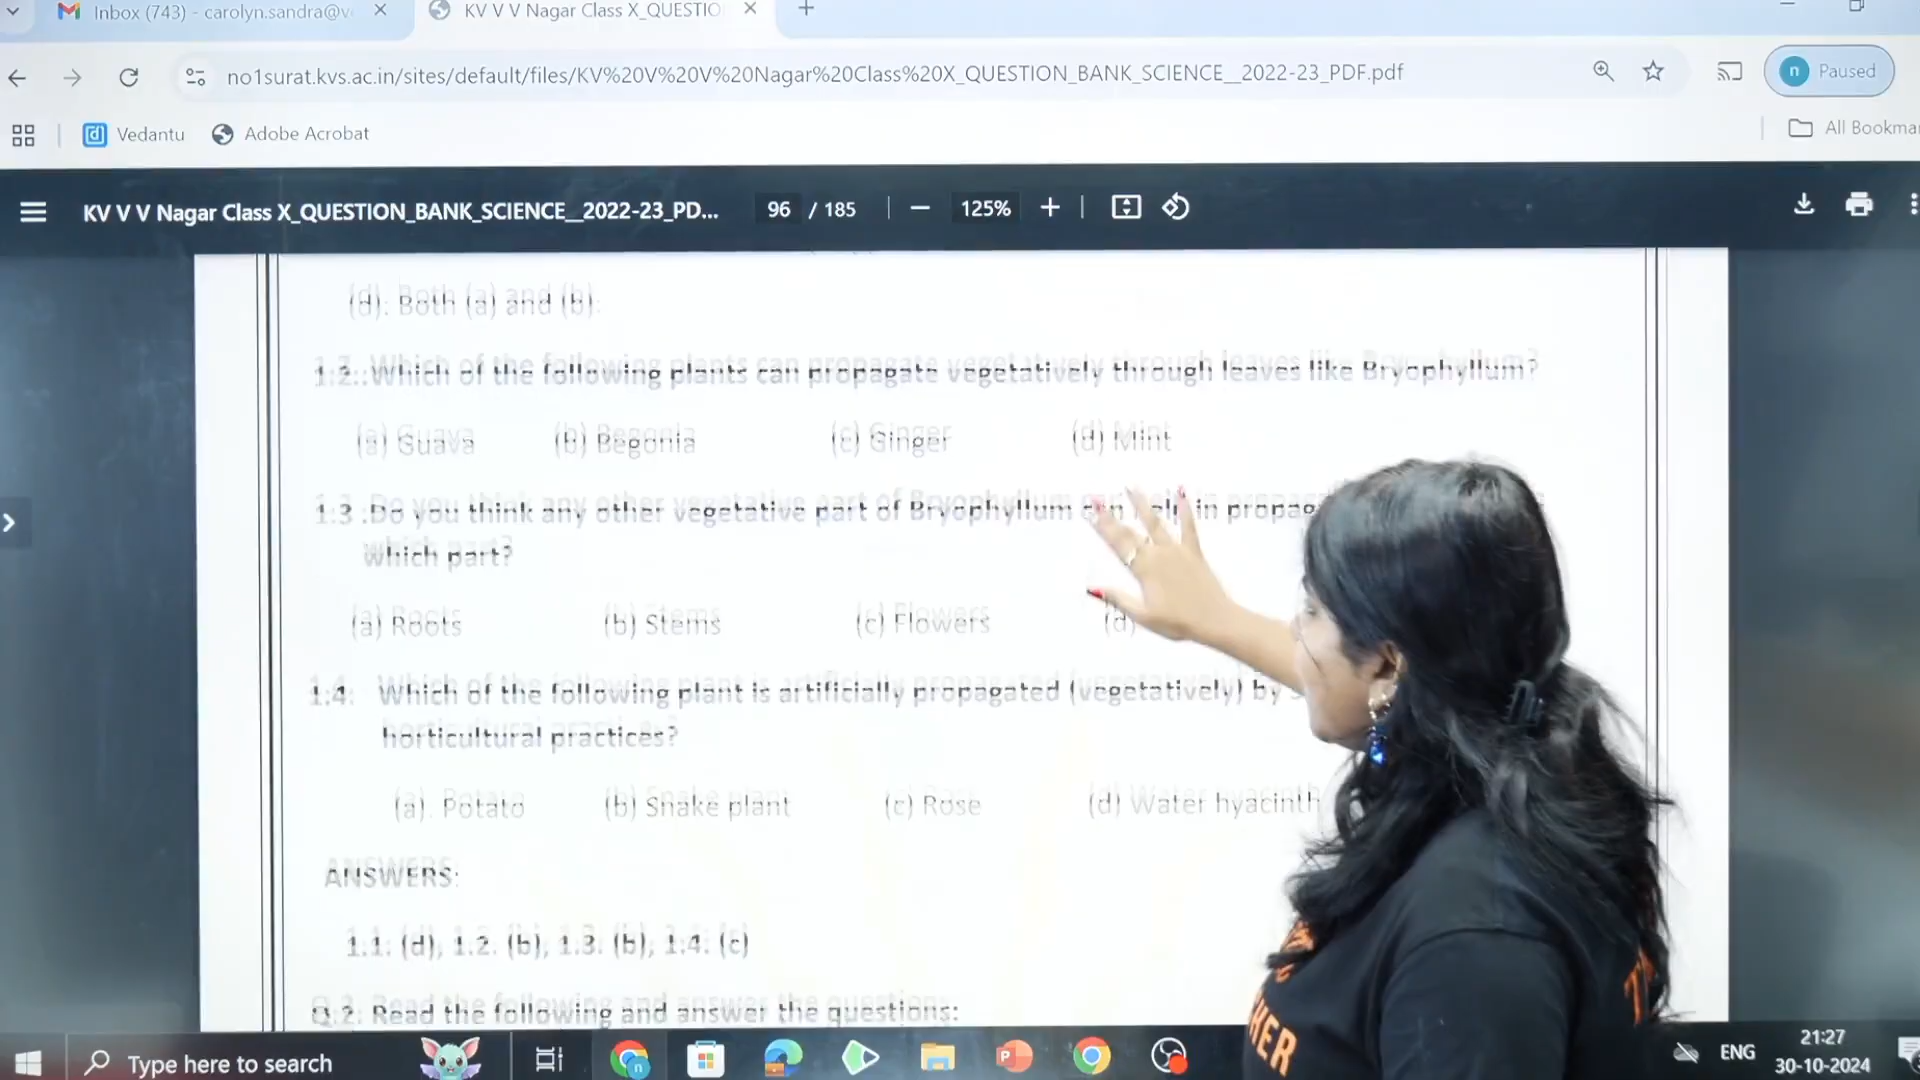 Inbox (743) - carolyn.sandra@v
KV V V Nagar Class X_QUESTIO
no1surat.kvs.ac.in/sites/default/files/KV%20V%20V%20Nagar%20Class%20X_QUESTION_BANK_SCIENCE__2022-23_PDF.pdf
n Paused
Vedantu
Adobe Acrobat
All Bookma
KV V V Nagar Class X_QUESTION_BANK_SCIENCE__2022-23_PD...
96 / 185
125%
(d). Both (a) and (b).
1.2. Which of the following plants can propagate vegetatively through leaves like Bryophyllum?
(a) Guava (b) Begonia (c) Ginger (d) Mint
1.3 .Do you think any other vegetative part of Bryophyllum can help in propag
which part?
(a) Roots (b) Stems (c) Flowers (d)
1.4. Which of the following plant is artificially propagated (vegetatively) by s
horticultural practices?
(a). Potato (b) Snake plant (c) Rose (d) Water hyacinth
ANSWERS:
1.1. (d), 1.2. (b), 1.3. (b), 1.4. (c)
Q.2. Read the following and answer the questions:
HER
Type here to search
ENG
21:27
30-10-2024